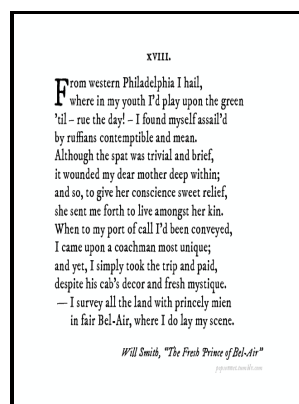 XVIII.
From western Philadelphia I hail,
where in my youth I'd play upon the green
'til – rue the day! – I found myself assail'd
by ruffians contemptible and mean.
Although the spat was trivial and brief,
it wounded my dear mother deep within;
and so, to give her conscience sweet relief,
she sent me forth to live amongst her kin.
When to my port of call I'd been conveyed,
I came upon a coachman most unique;
and yet, I simply took the trip and paid,
despite his cab's decor and fresh mystique.
— I survey all the land with princely mien
in fair Bel-Air, where I do lay my scene.
Will Smith, "The Fresh Prince of Bel-Air"
popsonnet.tumblr.com